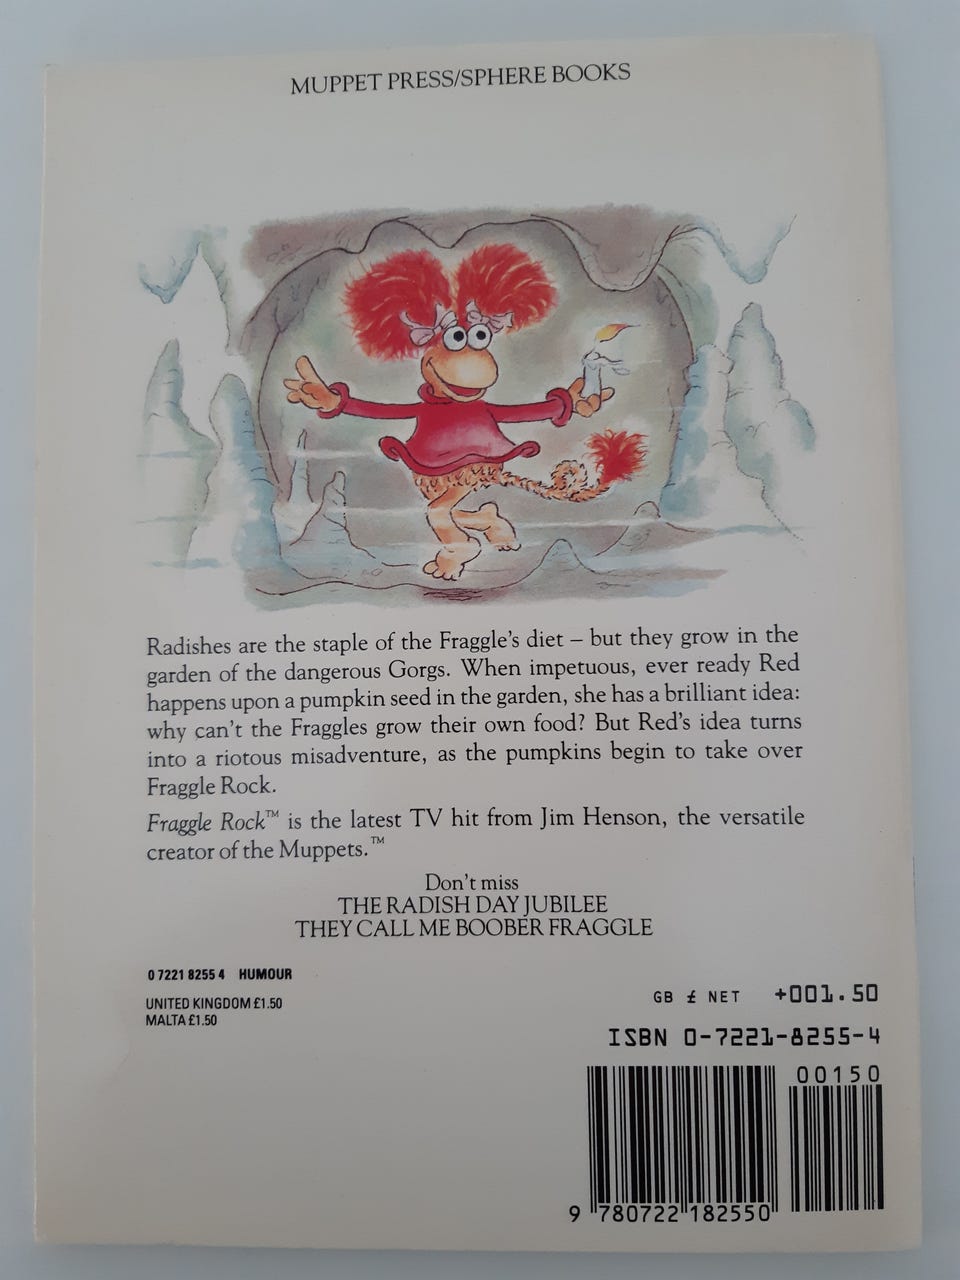 MUPPET PRESS/SPHERE BOOKS
Radishes are the staple of the Fraggle's diet – but they grow in the
garden of the dangerous Gorgs. When impetuous, ever ready Red
happens upon a pumpkin seed in the garden, she has a brilliant idea:
why can't the Fraggles grow their own food? But Red's idea turns
into a riotous misadventure, as the pumpkins begin to take over
Fraggle Rock.
Fraggle Rock™ is the latest TV hit from Jim Henson, the versatile
creator of the Muppets.™
Don't miss
THE RADISH DAY JUBILEE
THEY CALL ME BOOBER FRAGGLE
0 7221 8255 4 HUMOUR
UNITED KINGDOM £1.50
MALTA £1.50
GB £ NET +001.50
ISBN 0-7221-8255-4
00150
9 780722 182550